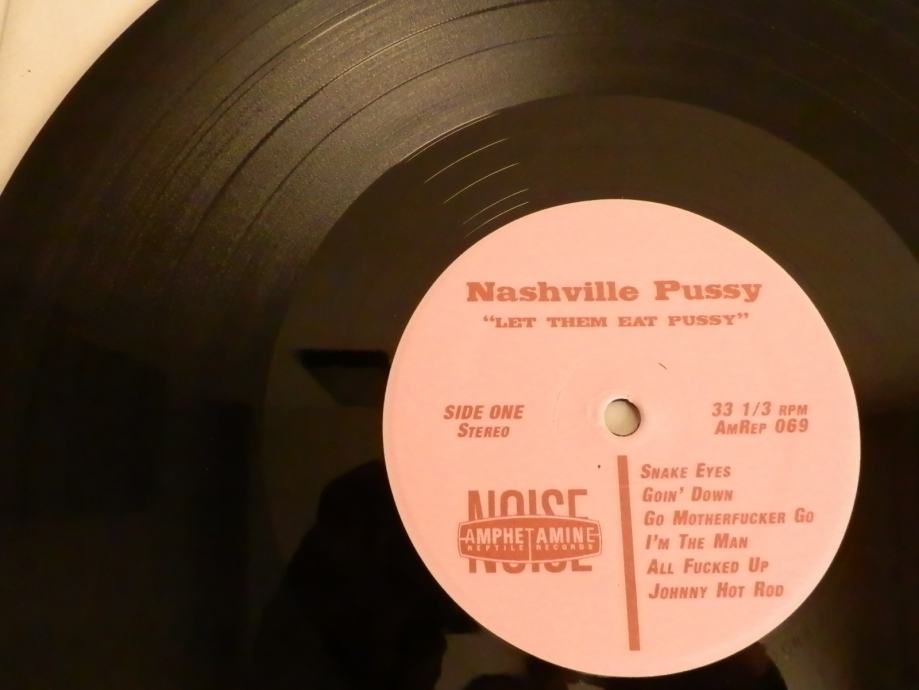 Nashville Pussy
“LET THEM EAT PUSSY”
SIDE ONE
STEREO
33 1/3 RPM
AMREP 069
NOISE
AMPHETAMINE
REPTILE RECORDS
NOISE
SNAKE EYES
GOIN' DOWN
GO MOTHERFUCKER GO
I'M THE MAN
ALL FUCKED UP
JOHNNY HOT ROD